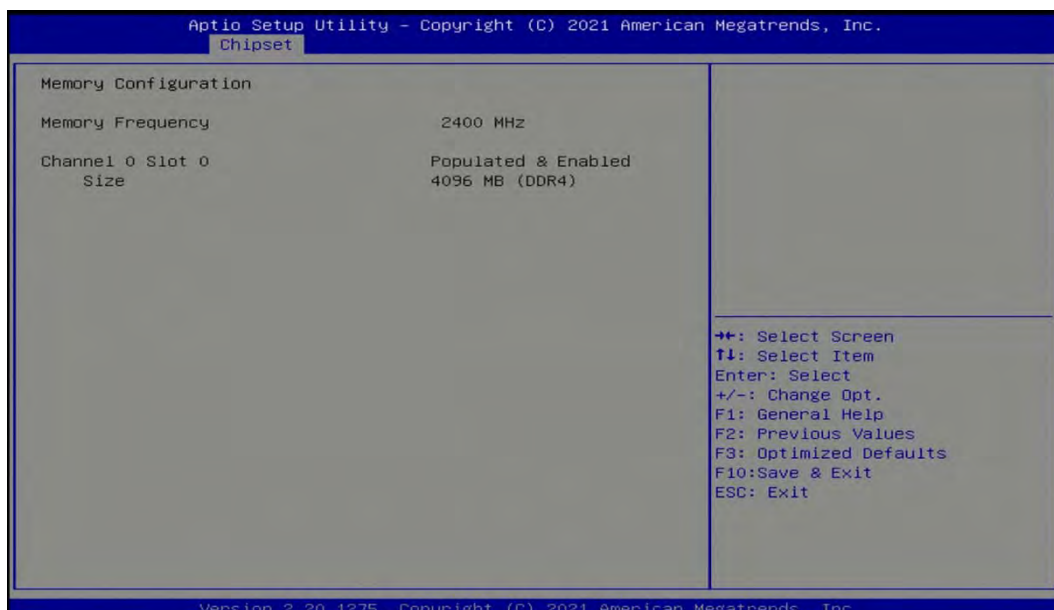 Aptio Setup Utility – Copyright (C) 2021 American Megatrends, Inc.
Chipset
Memory Configuration
Memory Frequency 2400 MHz
Channel 0 Slot 0 Populated & Enabled
Size 4096 MB (DDR4)
→←: Select Screen
↑↓: Select Item
Enter: Select
+/-: Change Opt.
F1: General Help
F2: Previous Values
F3: Optimized Defaults
F10:Save & Exit
ESC: Exit
Version 2.20.1275. Copyright (C) 2021 American Megatrends, Inc.